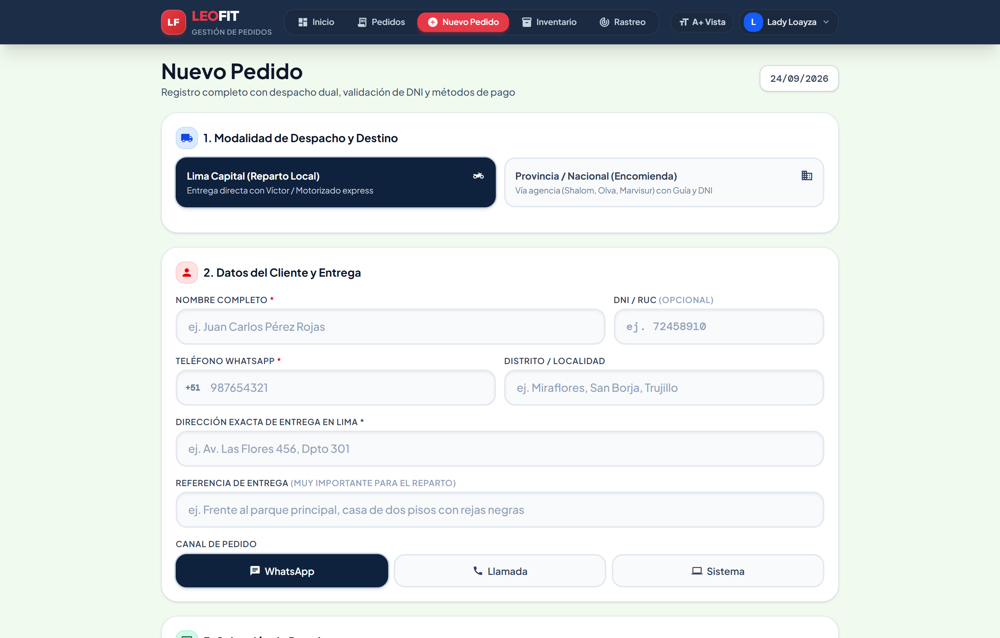 LF
LEOFIT
GESTIÓN DE PEDIDOS
Inicio
Pedidos
Nuevo Pedido
Inventario
Rastreo
A+ Vista
L
Lady Loayza
Nuevo Pedido
24/09/2026
Registro completo con despacho dual, validación de DNI y métodos de pago
1. Modalidad de Despacho y Destino
Lima Capital (Reparto Local)
Entrega directa con Víctor / Motorizado express
Provincia / Nacional (Encomienda)
Vía agencia (Shalom, Olva, Marvisur) con Guía y DNI
2. Datos del Cliente y Entrega
NOMBRE COMPLETO *
ej. Juan Carlos Pérez Rojas
DNI / RUC (OPCIONAL)
ej. 72458910
TELÉFONO WHATSAPP *
+51 987654321
DISTRITO / LOCALIDAD
ej. Miraflores, San Borja, Trujillo
DIRECCIÓN EXACTA DE ENTREGA EN LIMA *
ej. Av. Las Flores 456, Dpto 301
REFERENCIA DE ENTREGA (MUY IMPORTANTE PARA EL REPARTO)
ej. Frente al parque principal, casa de dos pisos con rejas negras
CANAL DE PEDIDO
WhatsApp
Llamada
Sistema